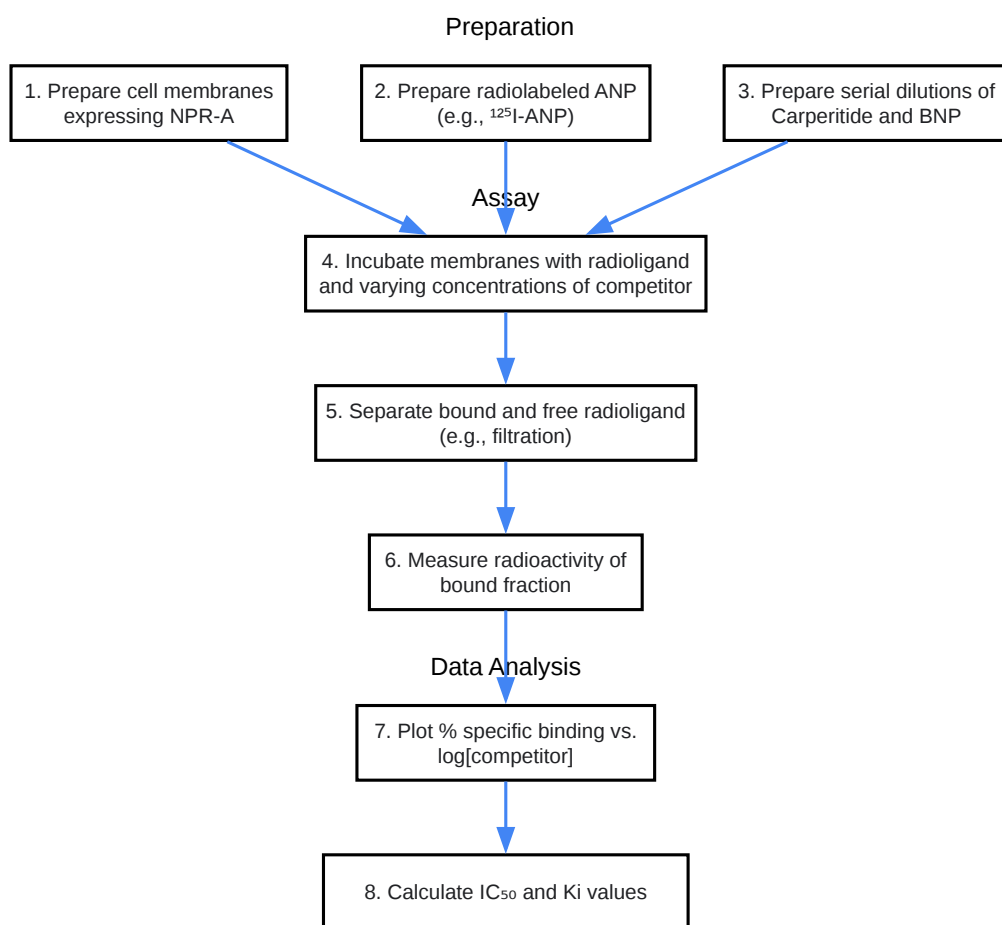 Preparation
1. Prepare cell membranes
expressing NPR-A
2. Prepare radiolabeled ANP
(e.g., ¹²⁵I-ANP)
3. Prepare serial dilutions of
Carperitide and BNP
Assay
4. Incubate membranes with radioligand
and varying concentrations of competitor
5. Separate bound and free radioligand
(e.g., filtration)
6. Measure radioactivity of
bound fraction
Data Analysis
7. Plot % specific binding vs.
log[competitor]
8. Calculate IC₅₀ and Ki values